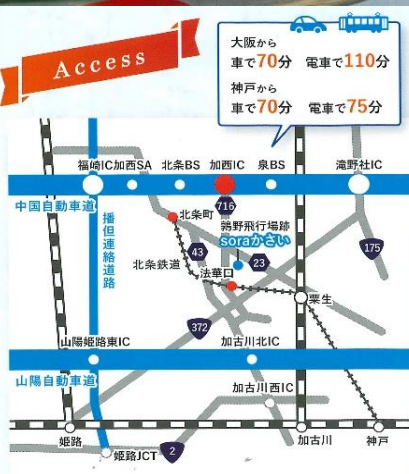 Access
大阪から
車で70分 電車で110分
神戸から
車で70分 電車で75分
福崎IC 加西SA 北条BS 加西IC 泉BS 滝野社IC
中国自動車道
播但連絡道路
北条町
716
鶉野飛行場跡
soraかさい
43
23
175
北条鉄道
法華口
粟生
372
山陽姫路東IC
加古川北IC
山陽自動車道
加古川西IC
姫路
姫路JCT
2
加古川
神戸